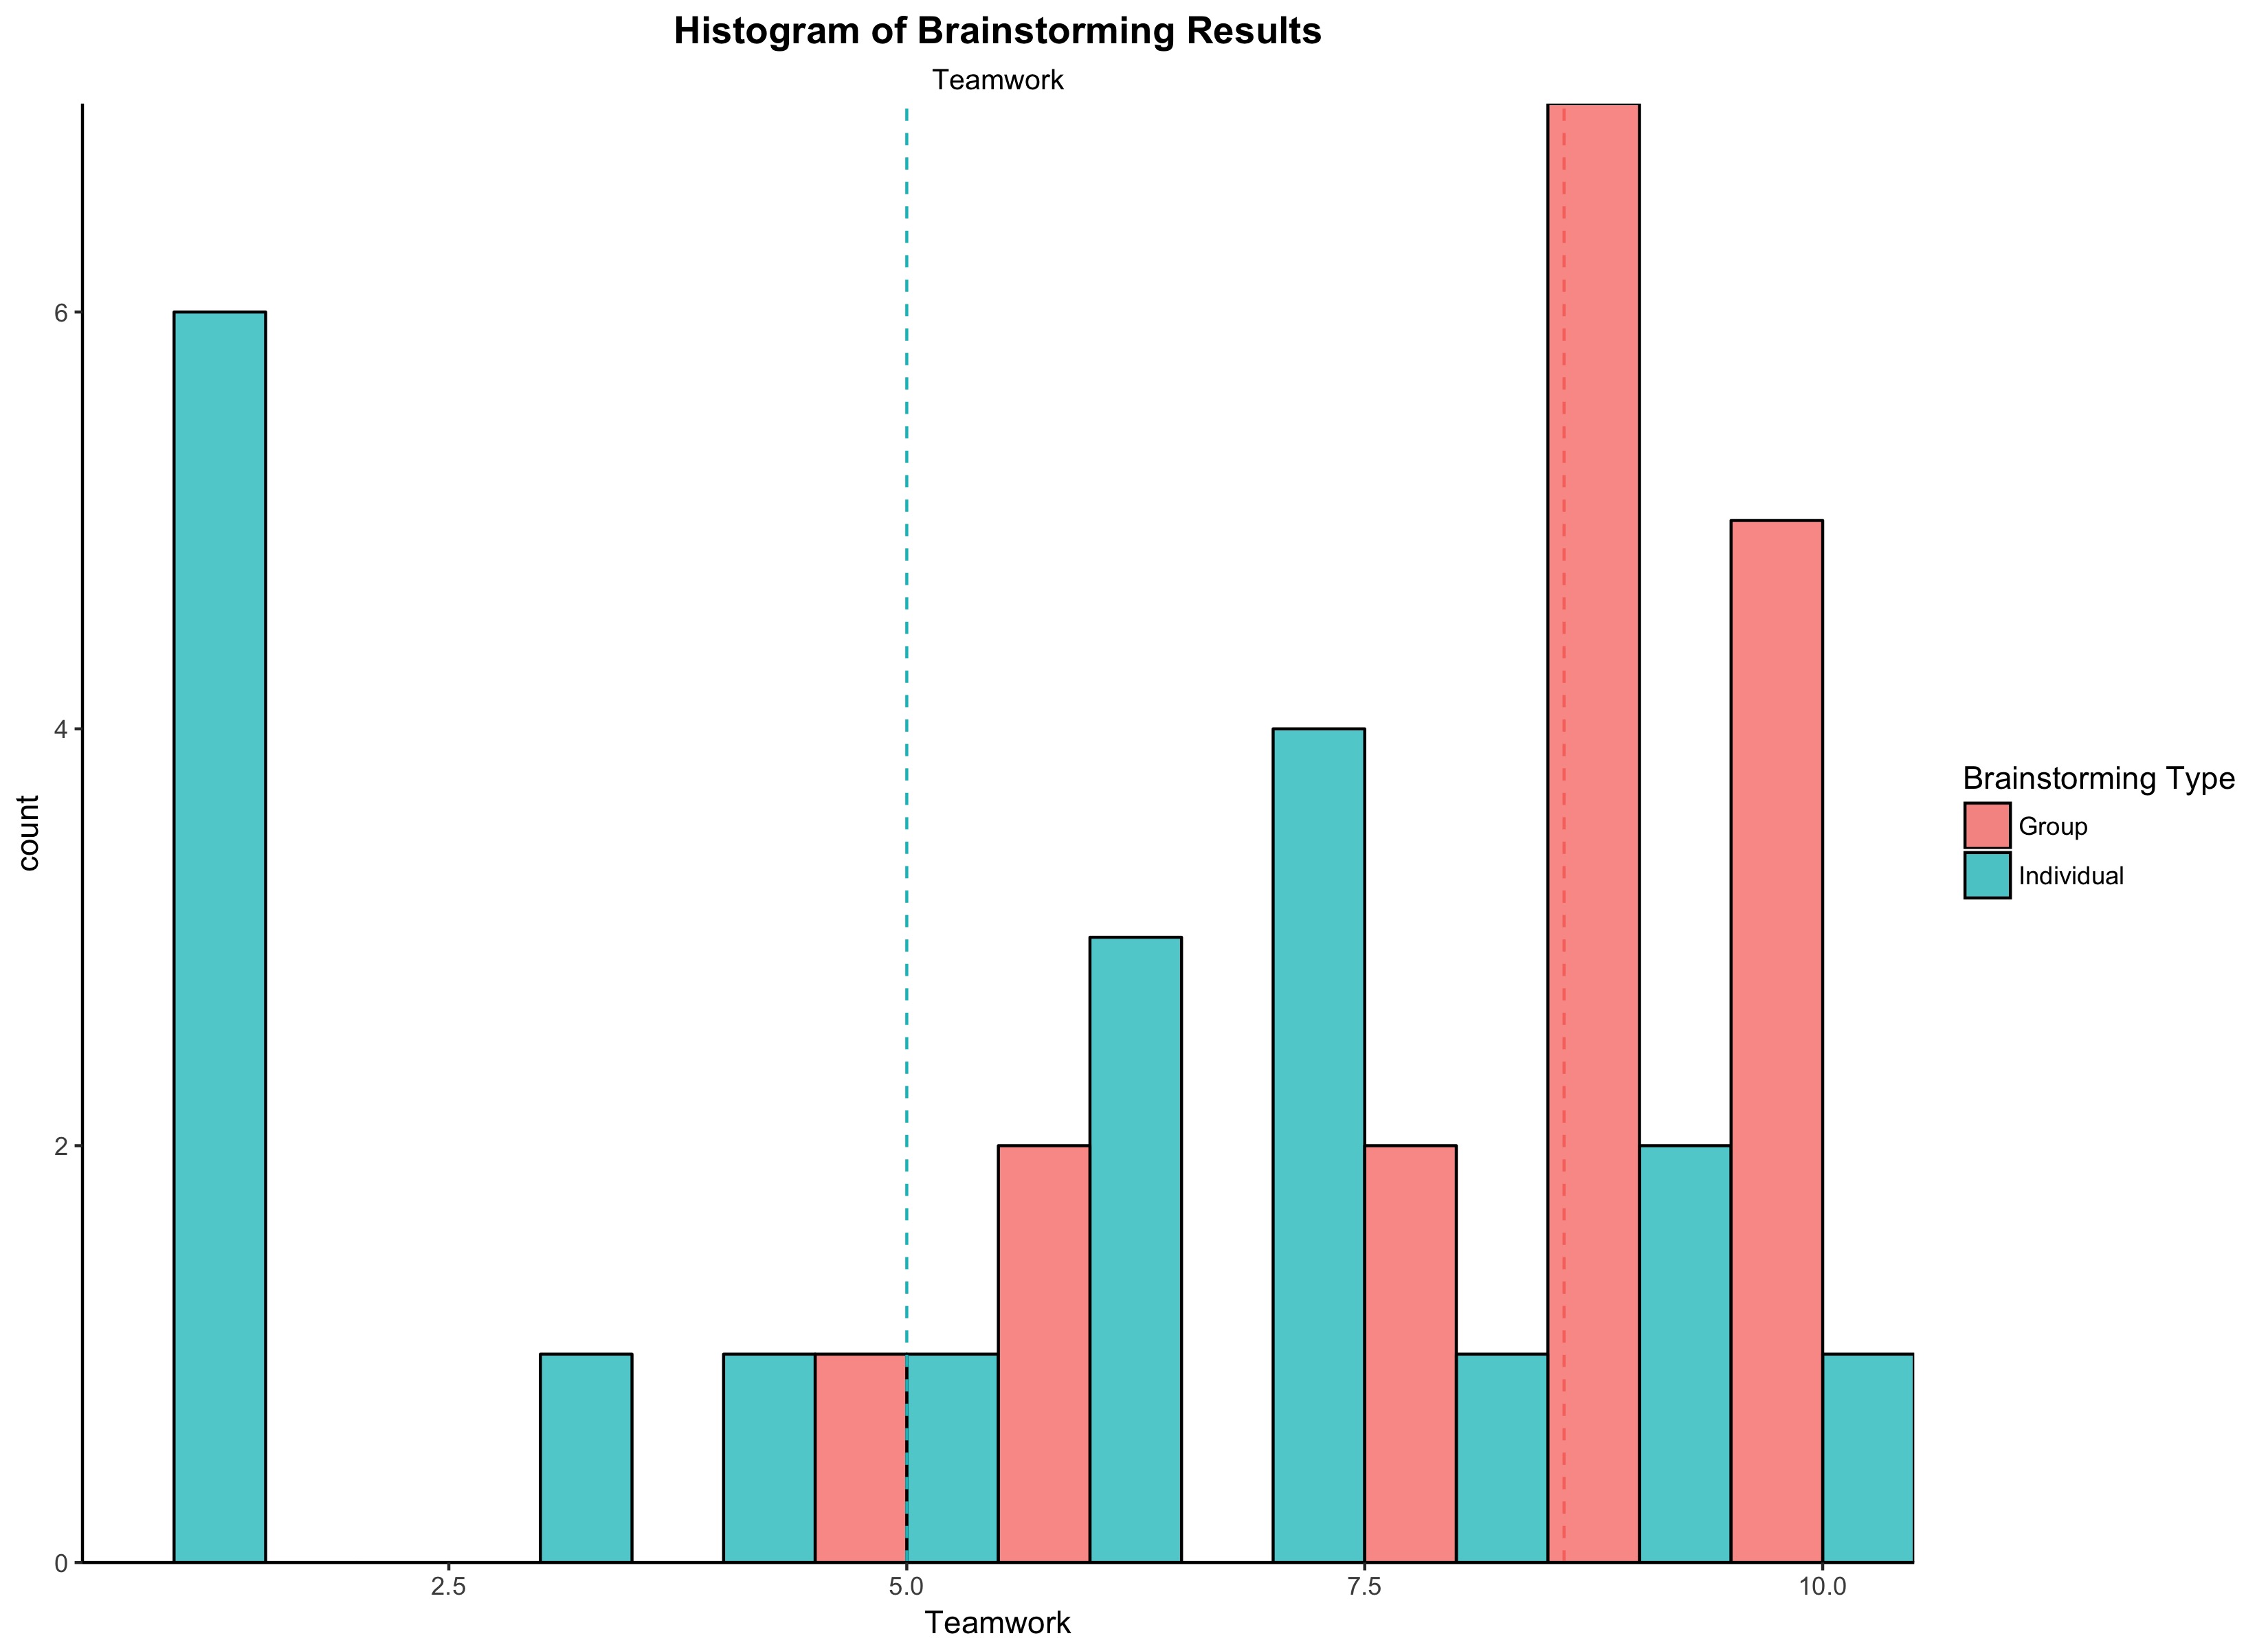 Histogram of Brainstorming Results
Teamwork
6
4
2
0
count
2.5 5.0 7.5 10.0
Teamwork
Brainstorming Type
Group
Individual